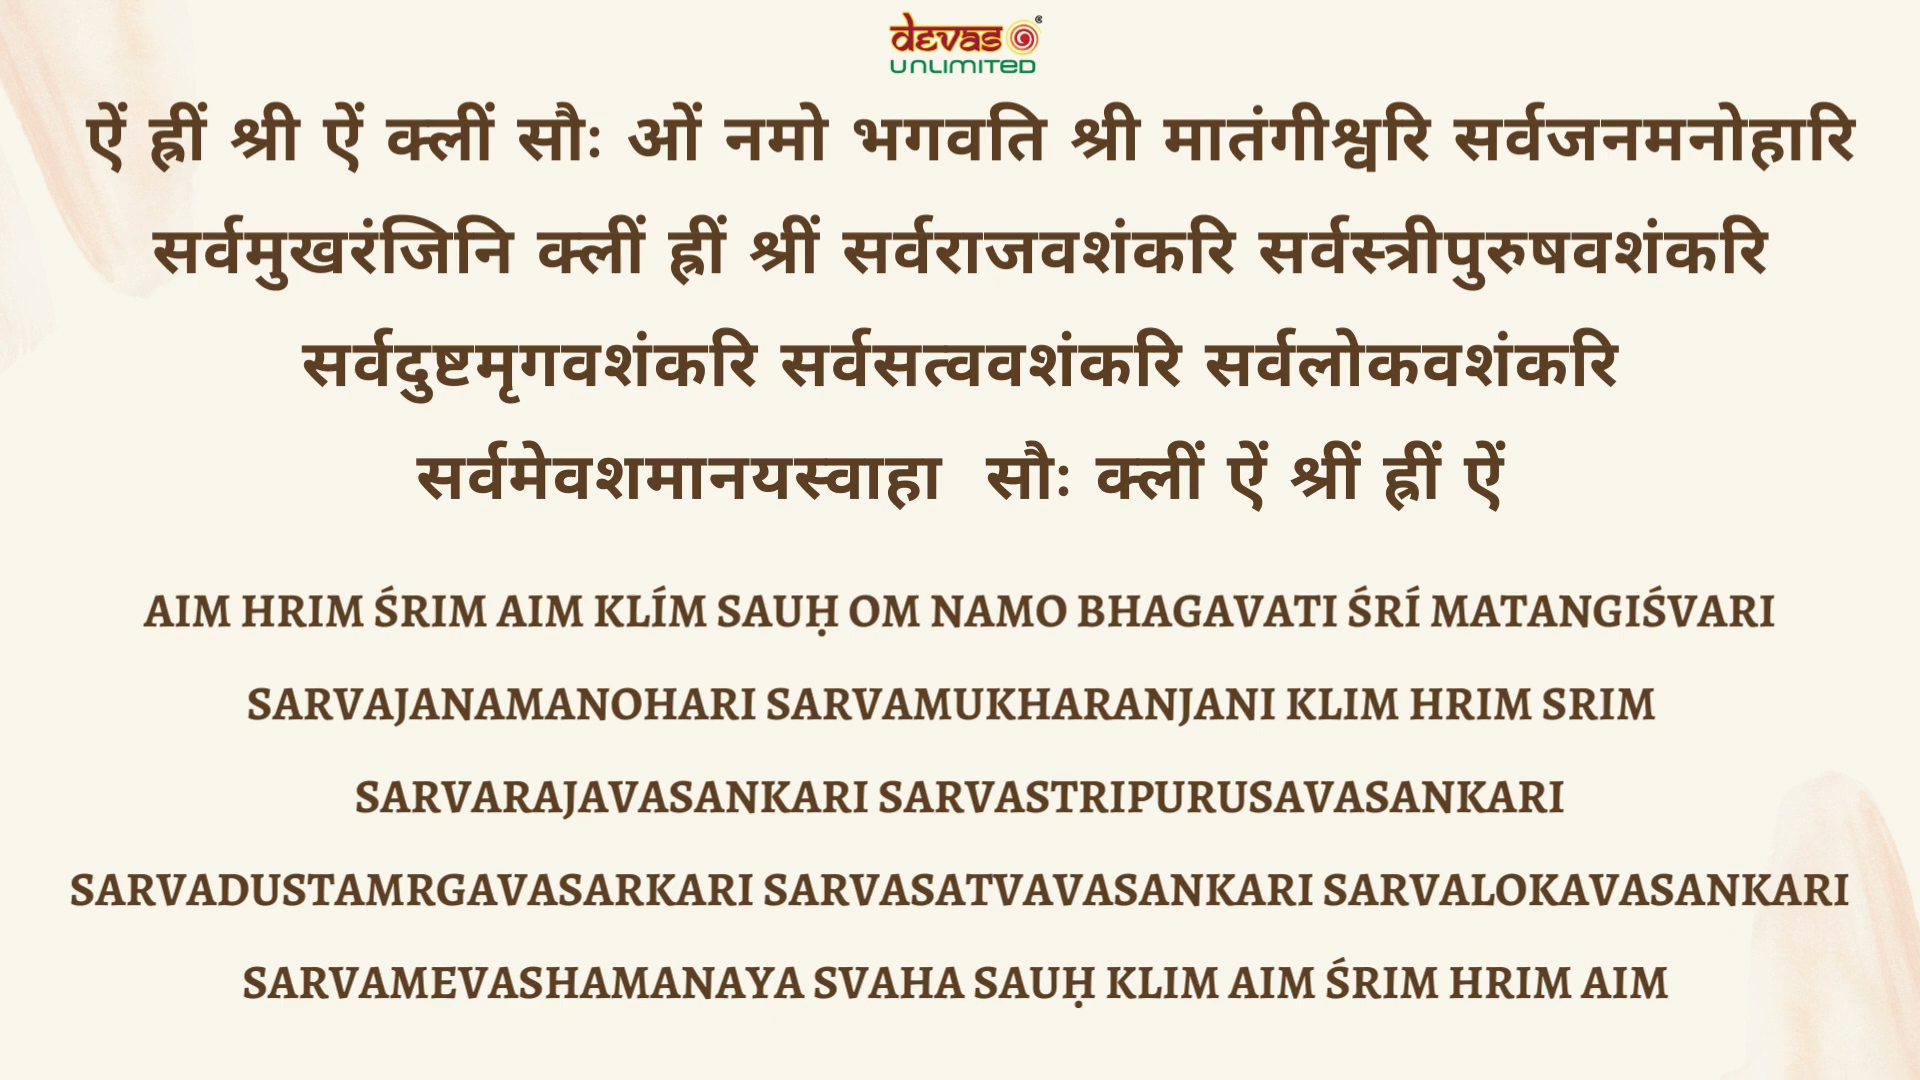 devas
UNLIMITED
ऐं ह्रीं श्री ऐं क्लीं सौः ओं नमो भगवति श्री मातंगीश्वरि सर्वजनमनोहारि
सर्वमुखरंजिनि क्लीं ह्रीं श्रीं सर्वराजवशंकरि सर्वस्त्रीपुरुषवशंकरि
सर्वदुष्टमृगवशंकरि सर्वसत्ववशंकरि सर्वलोकवशंकरि
सर्वमेवशमानयस्वाहा सौः क्लीं ऐं श्रीं ह्रीं ऐं
AIM HRIM ŚRIM AIM KLÍM SAUḤ OM NAMO BHAGAVATI ŚRÍ MATANGIŚVARI
SARVAJANAMANOHARI SARVAMUKHARANJANI KLIM HRIM SRIM
SARVARAJAVASANKARI SARVASTRIPURUSAVASANKARI
SARVADUSTAMRGAVASARKARI SARVASATVAVASANKARI SARVALOKAVASANKARI
SARVAMEVASHAMANAYA SVAHA SAUḤ KLIM AIM ŚRIM HRIM AIM